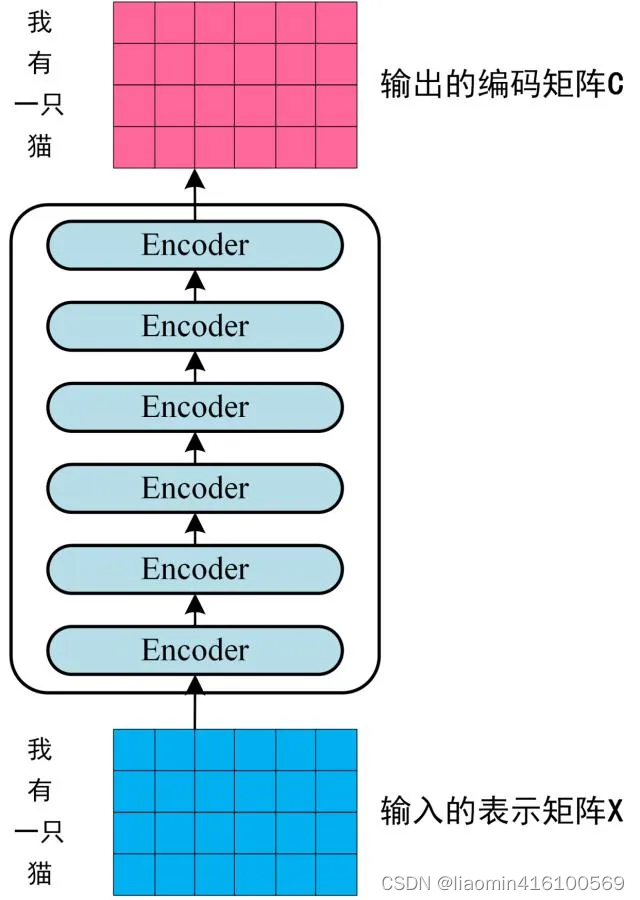 我
有
一只
猫
输出的编码矩阵C
Encoder
Encoder
Encoder
Encoder
Encoder
Encoder
我
有
一只
猫
输入的表示矩阵X
CSDN @liaomin416100569